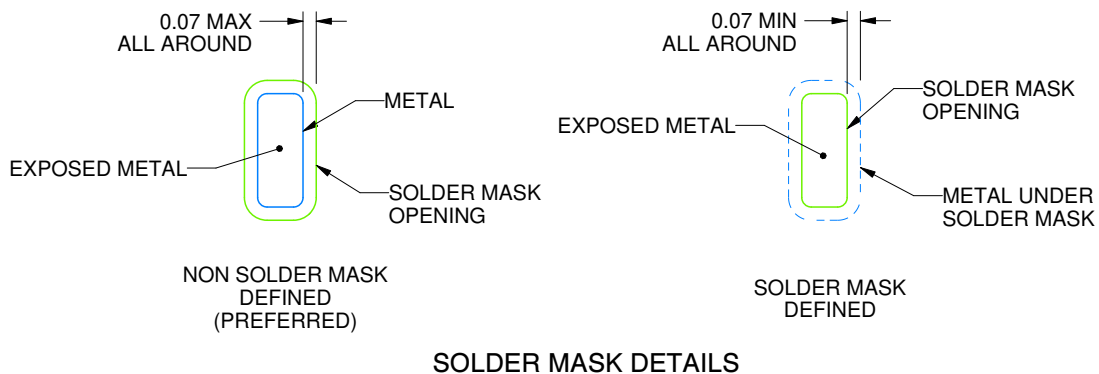 0.07 MAX
ALL AROUND
METAL
EXPOSED METAL
SOLDER MASK
OPENING
NON SOLDER MASK
DEFINED
(PREFERRED)
0.07 MIN
ALL AROUND
SOLDER MASK
OPENING
EXPOSED METAL
METAL UNDER
SOLDER MASK
SOLDER MASK
DEFINED
SOLDER MASK DETAILS